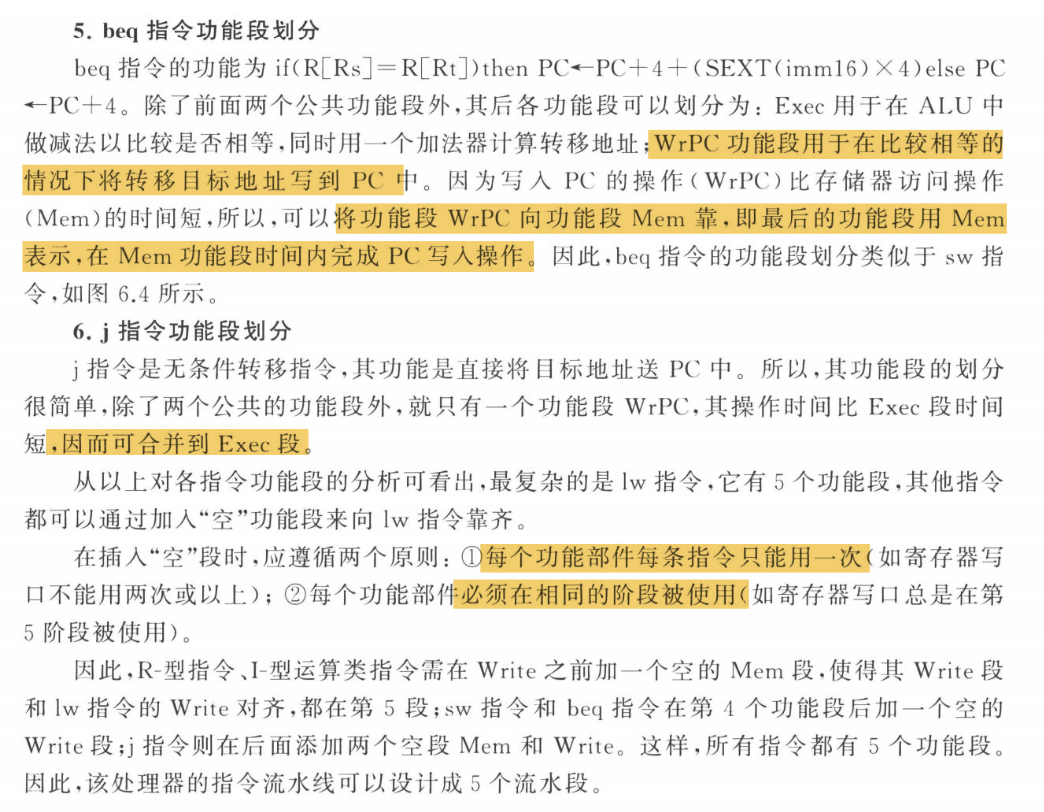 5. beq 指令功能段划分
beq 指令的功能为 if(R[Rs]=R[Rt])then PC←PC+4+(SEXT(imm16)×4)else PC
←PC+4。除了前面两个公共功能段外,其后各功能段可以划分为: Exec 用于在 ALU 中
做减法以比较是否相等,同时用一个加法器计算转移地址;WrPC 功能段用于在比较相等的
情况下将转移目标地址写到 PC 中。因为写入 PC 的操作(WrPC)比存储器访问操作
(Mem)的时间短,所以,可以将功能段 WrPC 向功能段 Mem 靠,即最后的功能段用 Mem
表示,在 Mem 功能段时间内完成 PC 写入操作。因此,beq 指令的功能段划分类似于 sw 指
令,如图 6.4 所示。
6. j 指令功能段划分
j 指令是无条件转移指令,其功能是直接将目标地址送 PC 中。所以,其功能段的划分
很简单,除了两个公共的功能段外,就只有一个功能段 WrPC,其操作时间比 Exec 段时间
短,因而可合并到 Exec 段。
从以上对各指令功能段的分析可看出,最复杂的是 lw 指令,它有 5 个功能段,其他指令
都可以通过加入“空”功能段来向 lw 指令靠齐。
在插入“空”段时,应遵循两个原则: ①每个功能部件每条指令只能用一次(如寄存器写
口不能用两次或以上); ②每个功能部件必须在相同的阶段被使用(如寄存器写口总是在第
5 阶段被使用)。
因此,R-型指令、I-型运算类指令需在 Write 之前加一个空的 Mem 段,使得其 Write 段
和 lw 指令的 Write 对齐,都在第 5 段;sw 指令和 beq 指令在第 4 个功能段后加一个空的
Write 段;j 指令则在后面添加两个空段 Mem 和 Write。这样,所有指令都有 5 个功能段。
因此,该处理器的指令流水线可以设计成 5 个流水段。